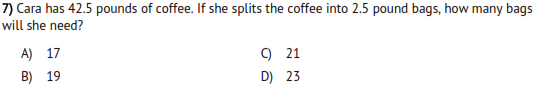 7) Cara has 42.5 pounds of coffee. If she splits the coffee into 2.5 pound bags, how many bags
will she need?
A) 17
C) 21
B) 19
D) 23